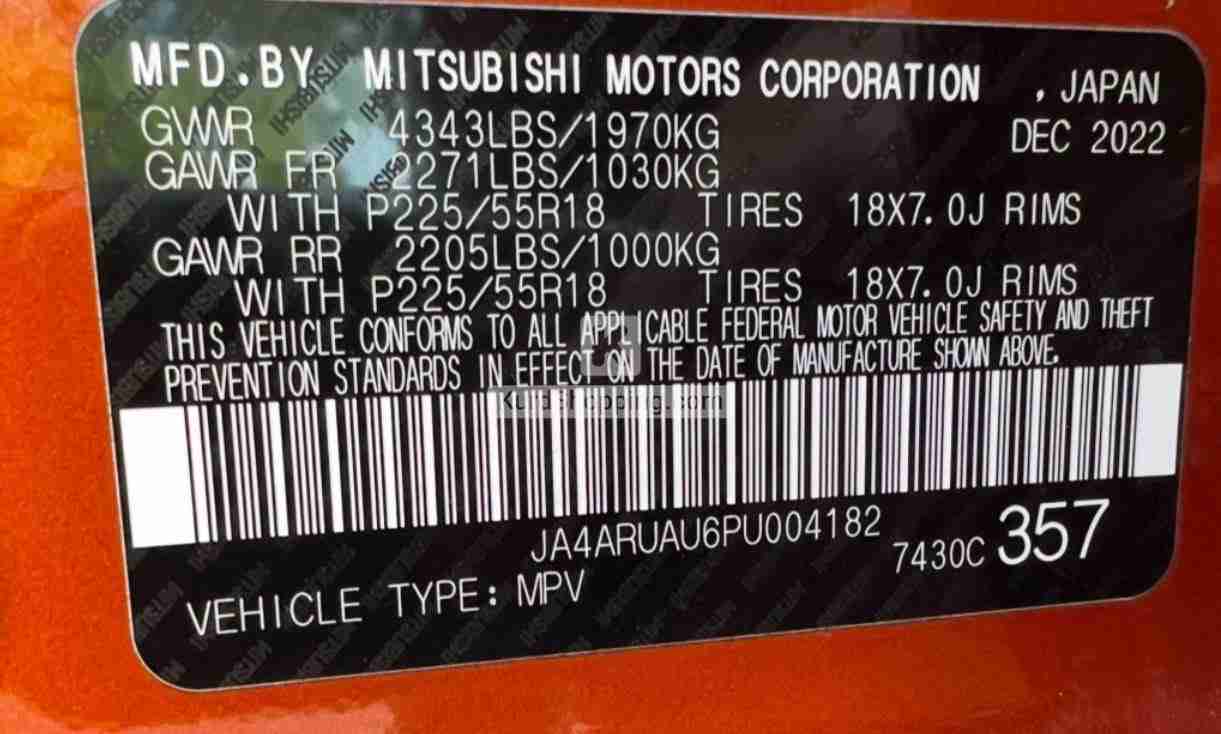 MFD.BY MITSUBISHI MOTORS CORPORATION , JAPAN
GVWR 4343LBS/1970KG DEC 2022
GAWR FR 2271LBS/1030KG
WITH P225/55R18 TIRES 18X7.0J RIMS
GAWR RR 2205LBS/1000KG
WITH P225/55R18 TIRES 18X7.0J RIMS
THIS VEHICLE CONFORMS TO ALL APPLICABLE FEDERAL MOTOR VEHICLE SAFETY AND THEFT
PREVENTION STANDARDS IN EFFECT ON THE DATE OF MANUFACTURE SHOWN ABOVE.
KurdShopping.com
JA4ARUAU6PU004182 7430C 357
VEHICLE TYPE: MPV